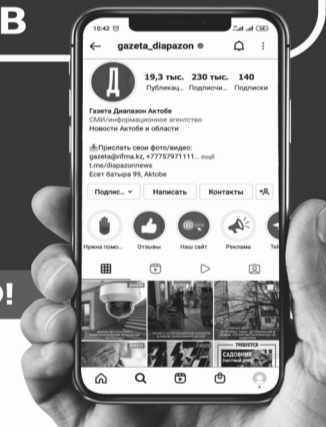 В
10:42
gazeta_diapazon
Д
19,3 тыс. 230 тыс. 140
Публикац... Подписчи... Подписки
Газета Диапазон Актобе
СМИ/информационное агентство
Новости Актобе и области
Прислать свои фото/видео:
gazeta@rifma.kz, +77757971111... ещё
t.me/diapazonnews
Есет батыра 99, Aktobe
Подпис... Написать Контакты
Нужна помо... Отзывы Наш сайт Реклама Tel
!
ТРЕБУЕТСЯ
САДОВНИК